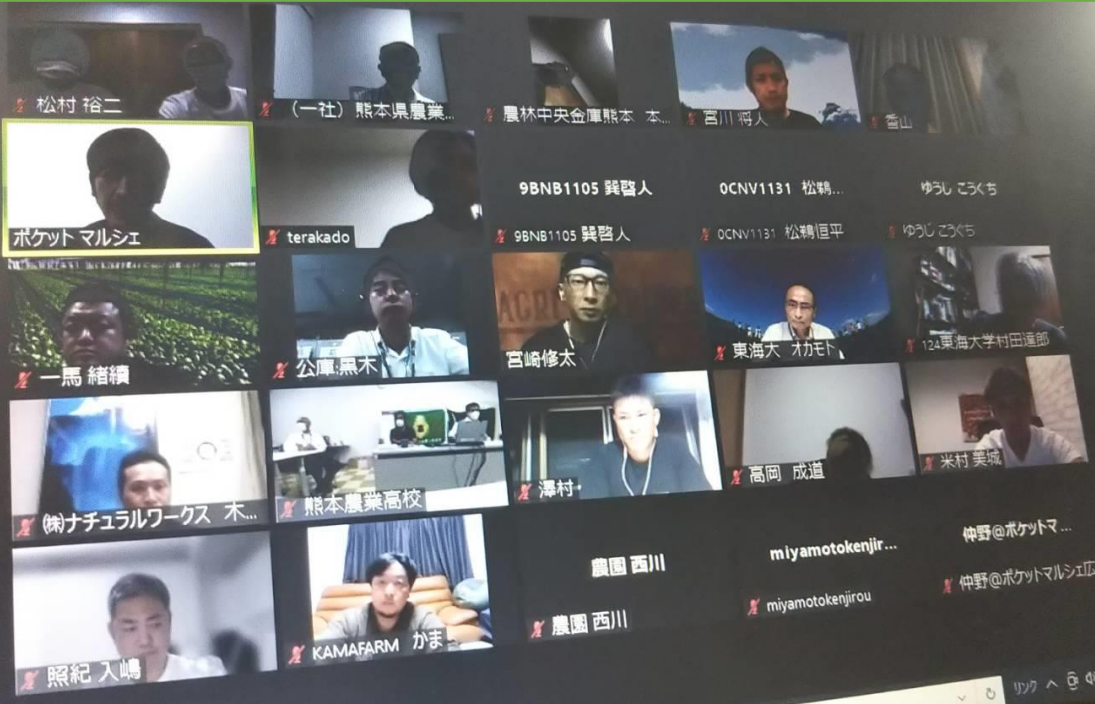 松村 裕二
（一社）熊本県農業...
農林中央金庫熊本 本...
宮川 将人
香山
ポケット マルシェ
terakado
9BNB1105 巽啓人
9BNB1105 巽啓人
0CNV1131 松鵜...
0CNV1131 松鵜恒平
ゆうじ こうぐち
ゆうじ こうぐち
一馬 緒續
公庫:黒木
AGRI
宮崎修太
東海大 オカモト
124東海大学村田達郎
(株)ナチュラルワークス 木...
熊本農業高校
澤村
高岡 成道
米村 美城
照紀 入嶋
KAMAFARM かま
農園 西川
農園 西川
miyamotokenjir...
miyamotokenjirou
仲野@ポケットマ...
仲野@ポケットマルシェ広
リンク